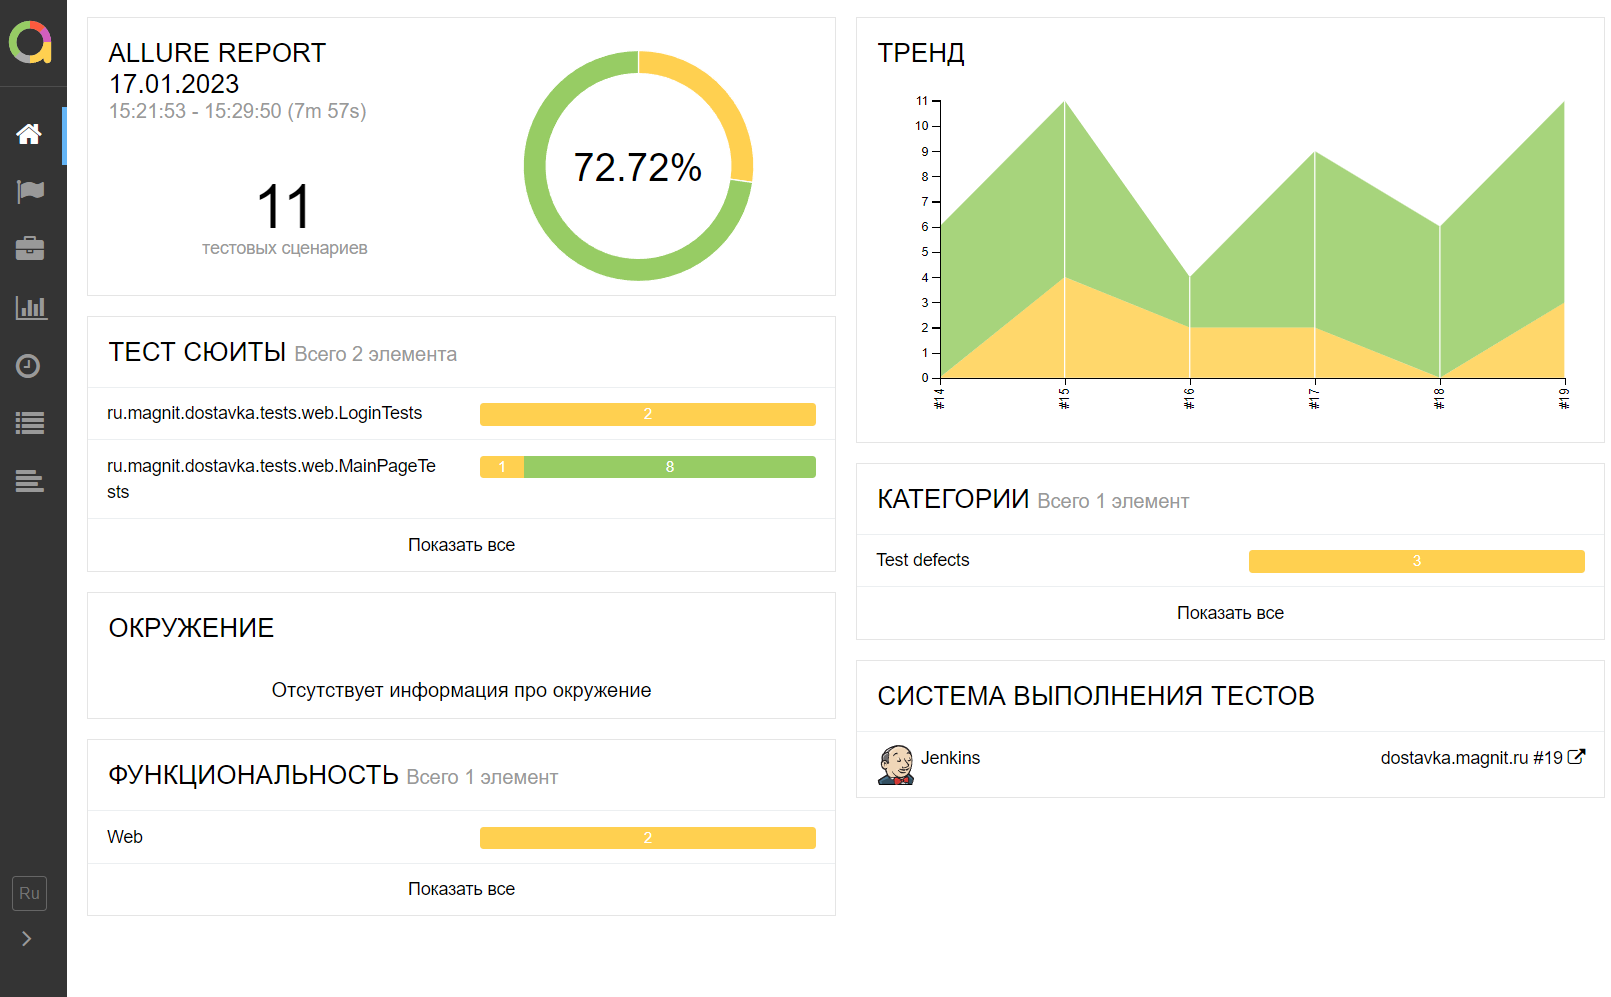 ALLURE REPORT
17.01.2023
15:21:53 - 15:29:50 (7m 57s)
11
тестовых сценариев
72.72%
ТЕСТ СЮИТЫ Всего 2 элемента
ru.magnit.dostavka.tests.web.LoginTests
2
ru.magnit.dostavka.tests.web.MainPageTe
sts
1
8
Показать все
ОКРУЖЕНИЕ
Отсутствует информация про окружение
ФУНКЦИОНАЛЬНОСТЬ Всего 1 элемент
Web
2
Показать все
ТРЕНД
11
10
9
8
7
6
5
4
3
2
1
0
#14
#15
#16
#17
#18
#19
КАТЕГОРИИ Всего 1 элемент
Test defects
3
Показать все
СИСТЕМА ВЫПОЛНЕНИЯ ТЕСТОВ
Jenkins
dostavka.magnit.ru #19
Ru